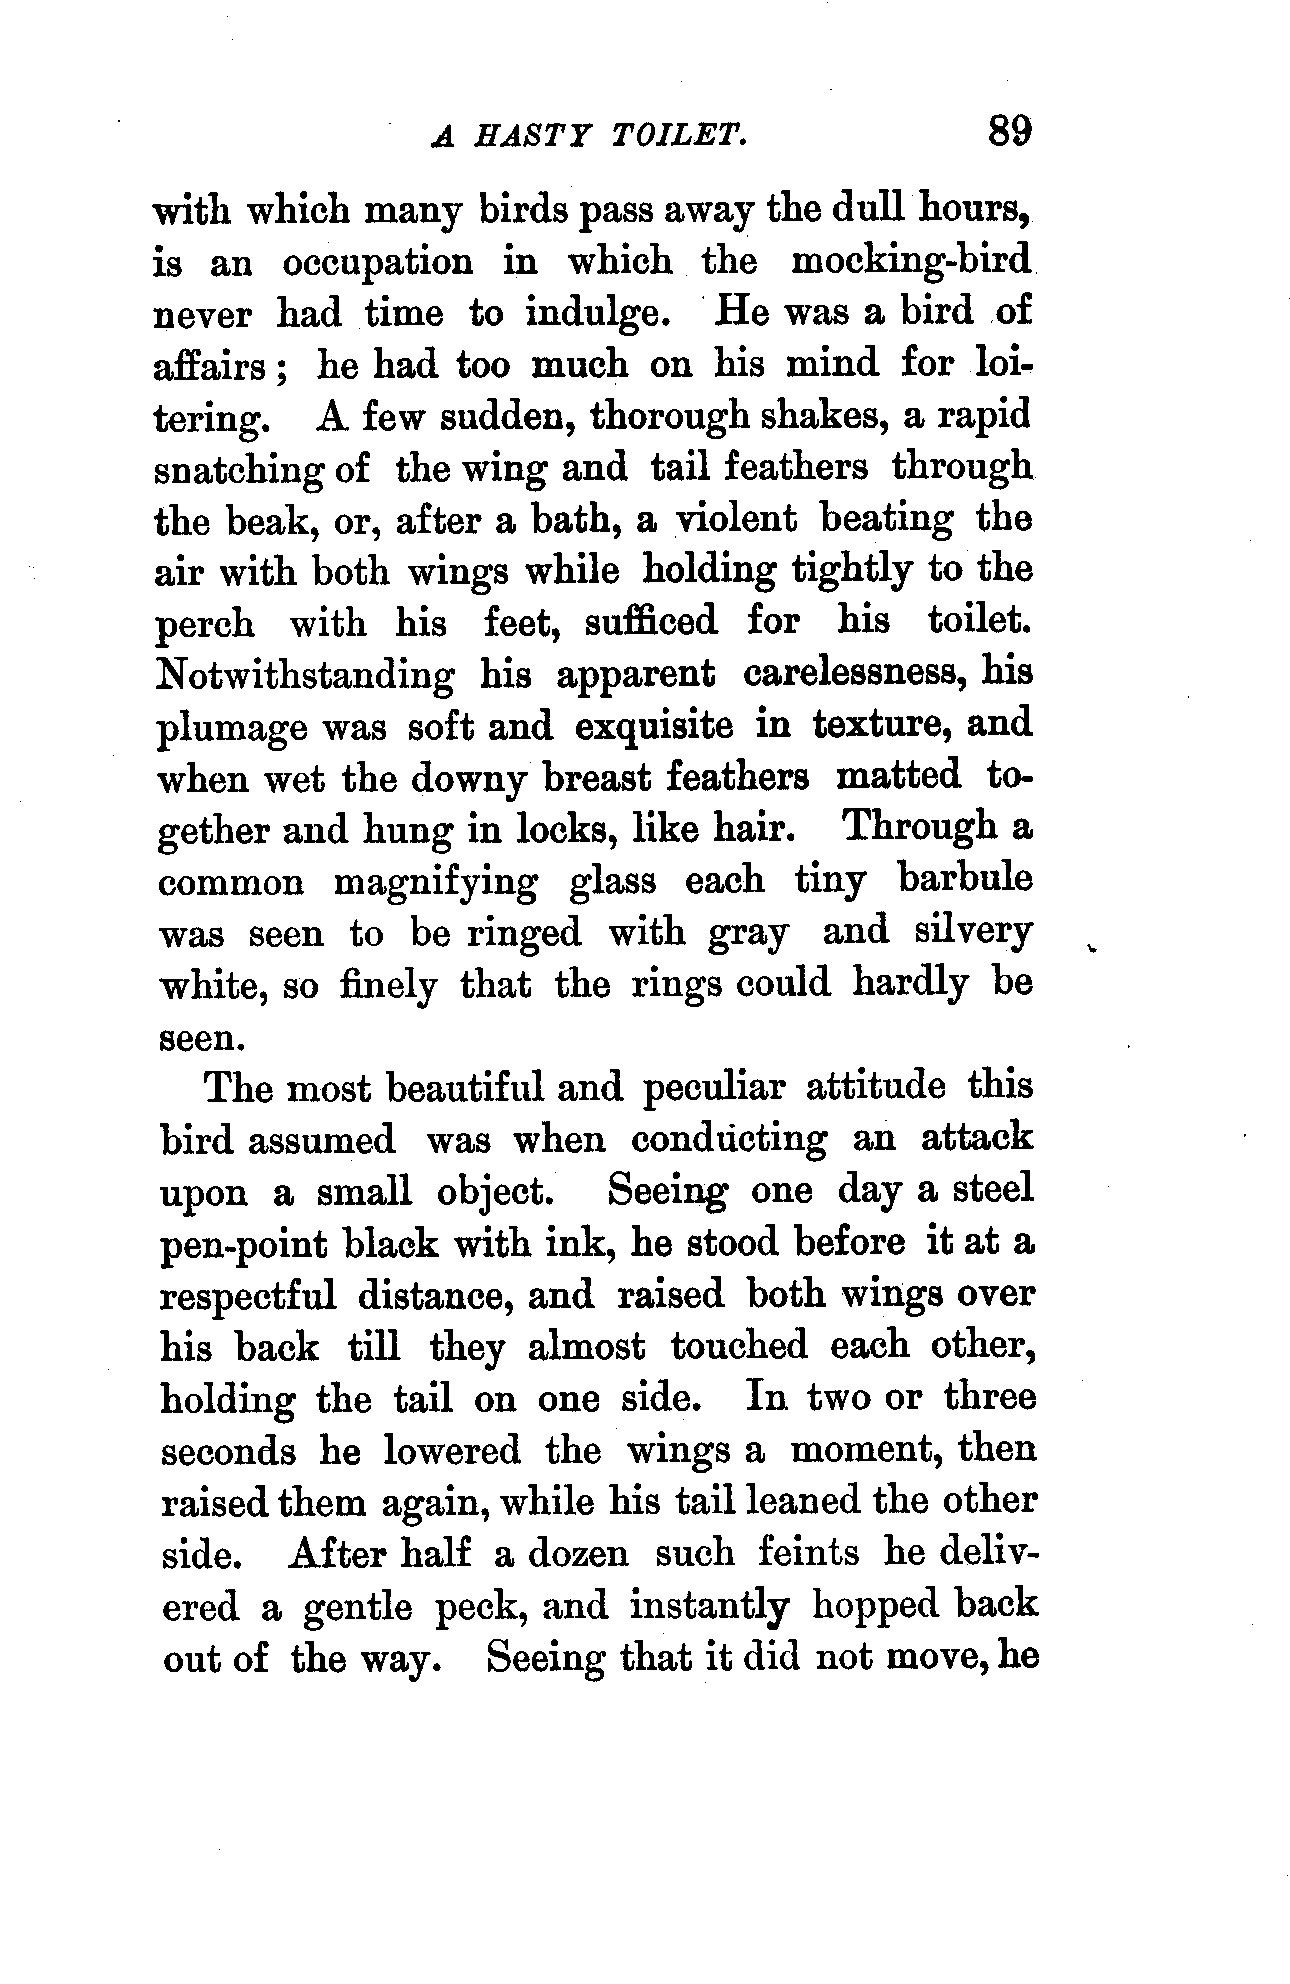 A HASTY TOILET. 89
with which many birds pass away the dull hours,
is an occupation in which the mocking-bird
never had time to indulge. He was a bird of
affairs; he had too much on his mind for loi-
tering. A few sudden, thorough shakes, a rapid
snatching of the wing and tail feathers through
the beak, or, after a bath, a violent beating the
air with both wings while holding tightly to the
perch with his feet, sufficed for his toilet.
Notwithstanding his apparent carelessness, his
plumage was soft and exquisite in texture, and
when wet the downy breast feathers matted to-
gether and hung in locks, like hair. Through a
common magnifying glass each tiny barbule
was seen to be ringed with gray and silvery
white, so finely that the rings could hardly be
seen.
The most beautiful and peculiar attitude this
bird assumed was when conducting an attack
upon a small object. Seeing one day a steel
pen-point black with ink, he stood before it at a
respectful distance, and raised both wings over
his back till they almost touched each other,
holding the tail on one side. In two or three
seconds he lowered the wings a moment, then
raised them again, while his tail leaned the other
side. After half a dozen such feints he deliv-
ered a gentle peck, and instantly hopped back
out of the way. Seeing that it did not move, he